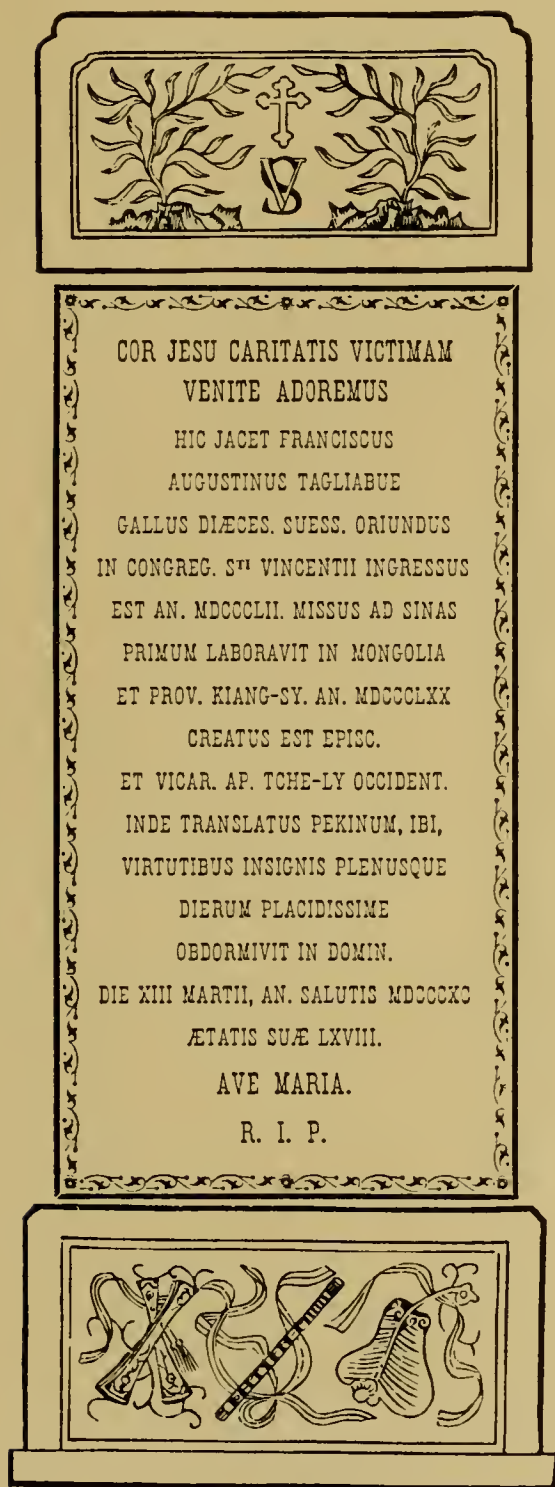 SV
COR JESU CARITATIS VICTIMAM
VENITE ADOREMUS
HIC JACET FRANCISCUS
AUGUSTINUS TAGLIABUE
GALLUS DIÆCES. SUESS. ORIUNDUS
IN CONGREG. Sᵀᴵ VINCENTII INGRESSUS
EST AN. MDCCCLII. MISSUS AD SINAS
PRIMUM LABORAVIT IN MONGOLIA
ET PROV. KIANG-SY. AN. MDCCCLXX
CREATUS EST EPISC.
ET VICAR. AP. TCHE-LY OCCIDENT.
INDE TRANSLATUS PEKINUM, IBI,
VIRTUTIBUS INSIGNIS PLENUSQUE
DIERUM PLACIDISSIME
OBDORMIVIT IN DOMIN.
DIE XIII MARTII, AN. SALUTIS MDCCCXC
ÆTATIS SUÆ LXVIII.
AVE MARIA.
R. I. P.